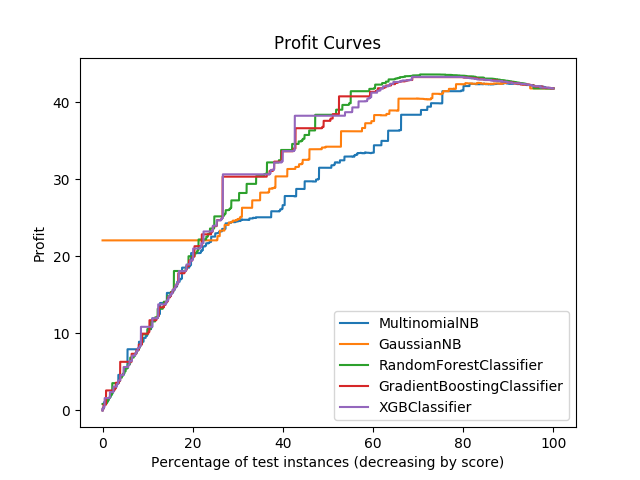 Profit Curves
Profit
40
30
20
10
0
MultinomialNB
GaussianNB
RandomForestClassifier
GradientBoostingClassifier
XGBClassifier
0 20 40 60 80 100
Percentage of test instances (decreasing by score)